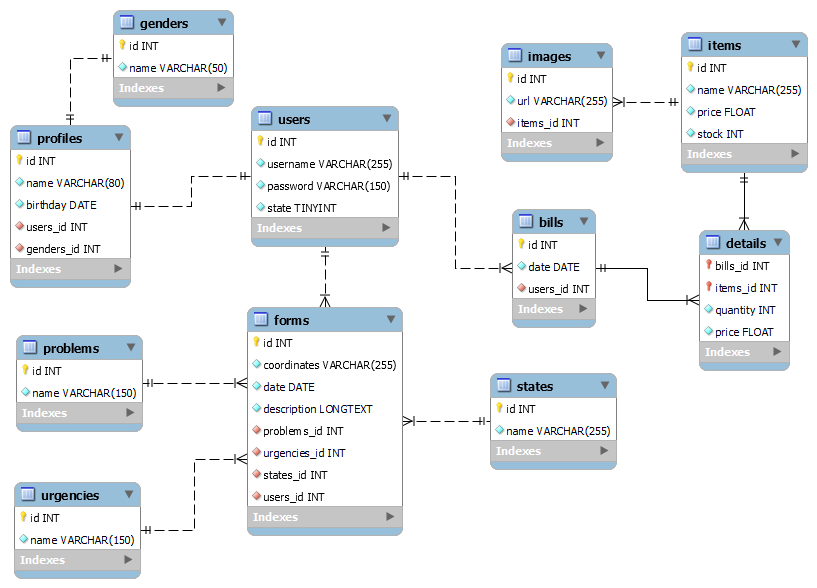 genders
id INT
name VARCHAR(50)
Indexes
profiles
id INT
name VARCHAR(80)
birthday DATE
users_id INT
genders_id INT
Indexes
users
id INT
username VARCHAR(255)
password VARCHAR(150)
state TINYINT
Indexes
images
id INT
url VARCHAR(255)
items_id INT
Indexes
items
id INT
name VARCHAR(255)
price FLOAT
stock INT
Indexes
bills
id INT
date DATE
users_id INT
Indexes
details
bills_id INT
items_id INT
quantity INT
price FLOAT
Indexes
problems
id INT
name VARCHAR(150)
Indexes
forms
id INT
coordinates VARCHAR(255)
date DATE
description LONGTEXT
problems_id INT
urgencies_id INT
states_id INT
users_id INT
Indexes
states
id INT
name VARCHAR(255)
Indexes
urgencies
id INT
name VARCHAR(150)
Indexes